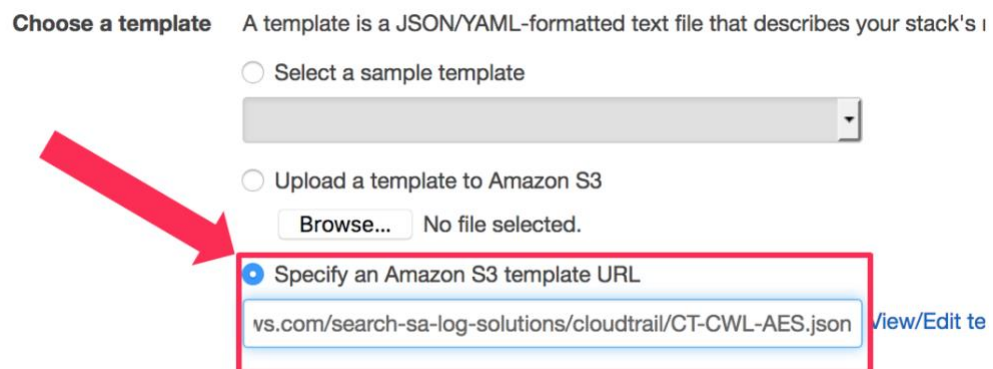 Choose a template A template is a JSON/YAML-formatted text file that describes your stack's
Select a sample template
Upload a template to Amazon S3
Browse... No file selected.
Specify an Amazon S3 template URL
ws.com/search-sa-log-solutions/cloudtrail/CT-CWL-AES.json View/Edit te